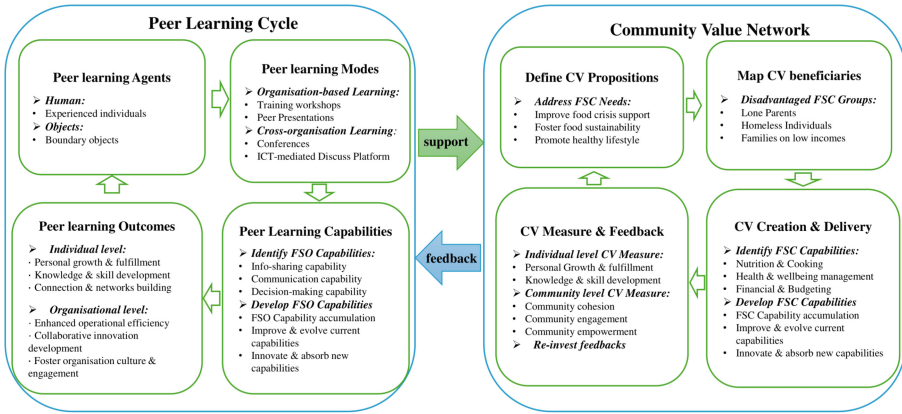 Peer Learning Cycle
Peer learning Agents
➤ Human:
• Experienced individuals
➤ Objects:
• Boundary objects
Peer learning Modes
➤ Organisation-based Learning:
• Training workshops
• Peer Presentations
➤ Cross-organisation Learning:
• Conferences
• ICT-mediated Discuss Platform
Peer learning Outcomes
➤ Individual level:
· Personal growth & fulfillment
· Knowledge & skill development
· Connection & networks building
➤ Organisational level:
· Enhanced operational efficiency
· Collaborative innovation
development
· Foster organisation culture &
engagement
Peer Learning Capabilities
➤ Identify FSO Capabilities:
• Info-sharing capability
• Communication capability
• Decision-making capability
➤ Develop FSO Capabilities
• FSO Capability accumulation
• Improve & evolve current
capabilities
• Innovate & absorb new
capabilities
support
feedback
Community Value Network
Define CV Propositions
➤ Address FSC Needs:
• Improve food crisis support
• Foster food sustainability
• Promote healthy lifestyle
Map CV beneficiaries
➤ Disadvantaged FSC Groups:
• Lone Parents
• Homeless Individuals
• Families on low incomes
CV Measure & Feedback
➤ Individual level CV Measure:
• Personal Growth & fulfillment
• Knowledge & skill development
➤ Community level CV Measure:
• Community cohesion
• Community engagement
• Community empowerment
➤ Re-invest feedbacks
CV Creation & Delivery
➤ Identify FSC Capabilities:
• Nutrition & Cooking
• Health & wellbeing management
• Financial & Budgeting
➤ Develop FSC Capabilities
• FSC Capability accumulation
• Improve & evolve current
capabilities
• Innovate & absorb new capabilities